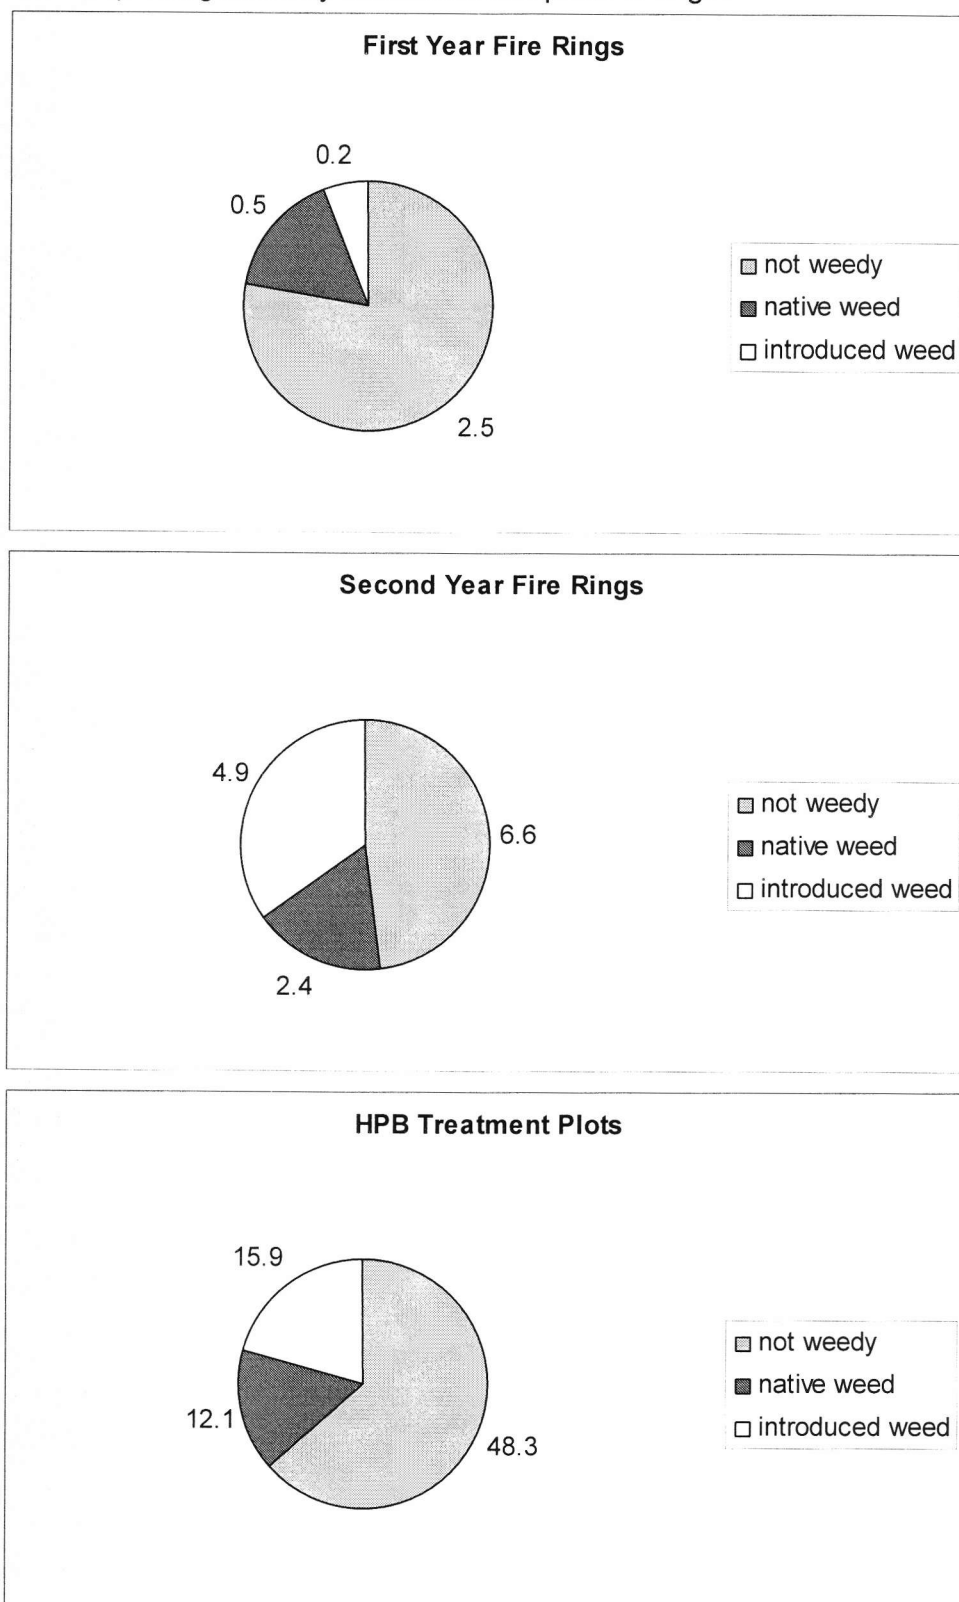 First Year Fire Rings
0.2
0.5
2.5
not weedy
native weed
introduced weed
Second Year Fire Rings
4.9
6.6
2.4
not weedy
native weed
introduced weed
HPB Treatment Plots
15.9
12.1
48.3
not weedy
native weed
introduced weed